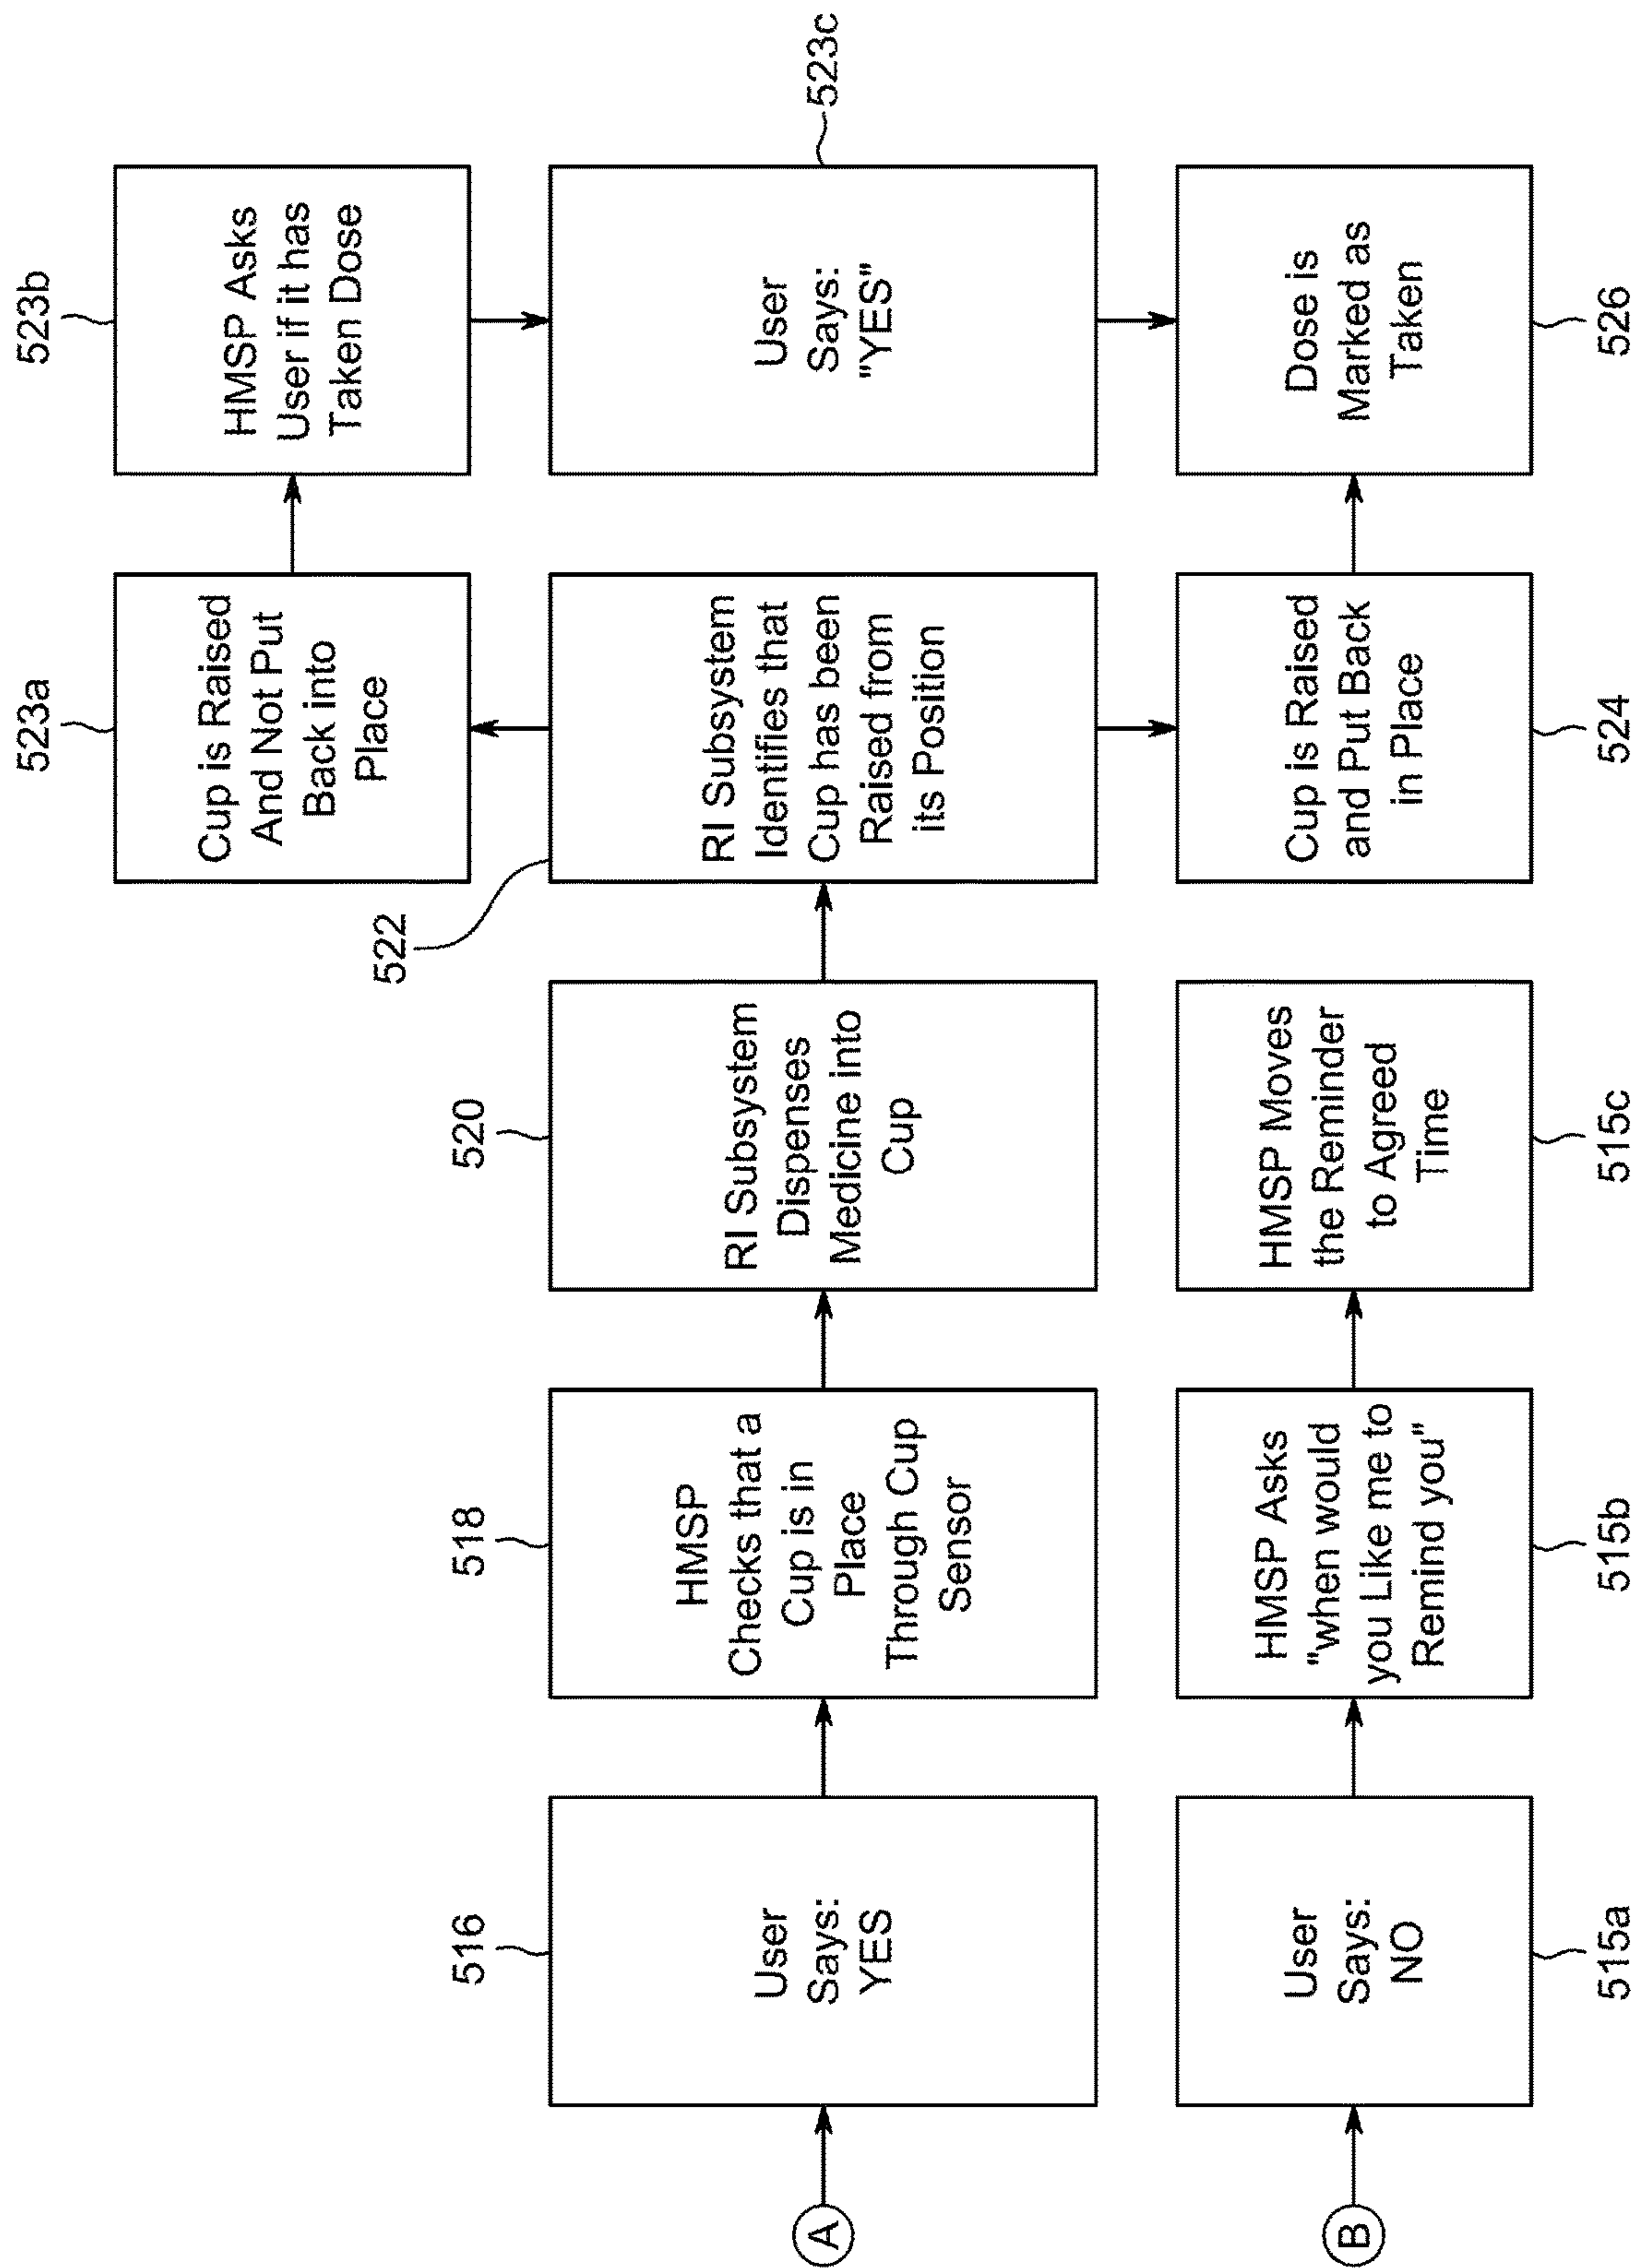 523a
Cup is Raised
And Not Put
Back into
Place
523b
HMSP Asks
User if it has
Taken Dose
A
516
User
Says:
YES
518
HMSP
Checks that a
Cup is in
Place
Through Cup
Sensor
520
RI Subsystem
Dispenses
Medicine into
Cup
522
RI Subsystem
Identifies that
Cup has been
Raised from
its Position
User
Says:
"YES"
523c
B
User
Says:
NO
515a
HMSP Asks
"when would
you Like me to
Remind you"
515b
HMSP Moves
the Reminder
to Agreed
Time
515c
Cup is Raised
and Put Back
in Place
524
Dose is
Marked as
Taken
526